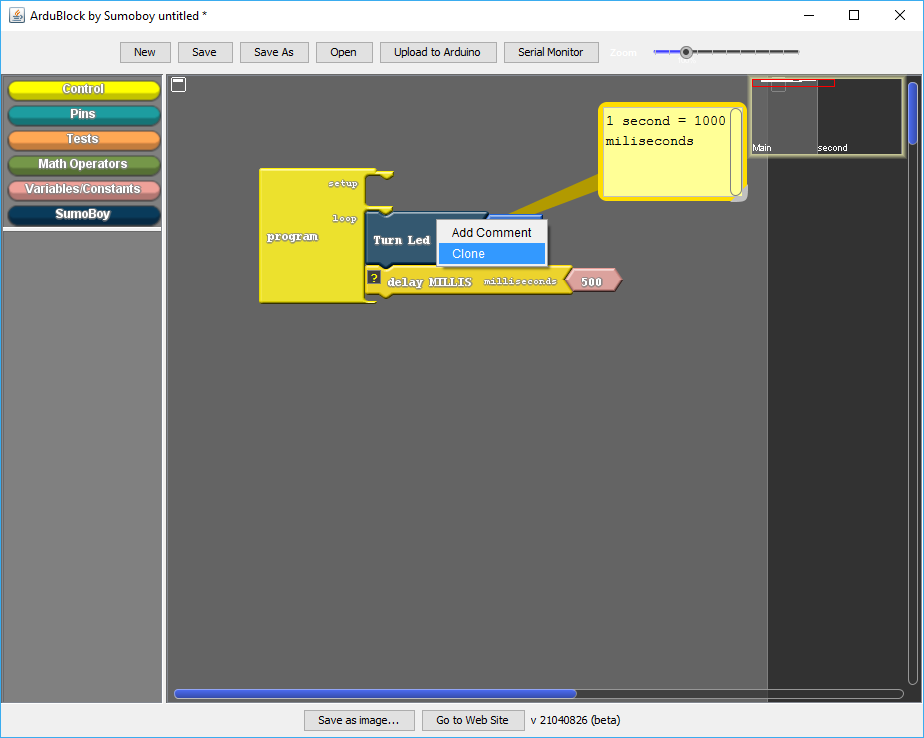 ArduBlock by Sumoboy untitled *
New
Save
Save As
Open
Upload to Arduino
Serial Monitor
Zoom
Control
Pins
Tests
Math Operators
Variables/Constants
SumoBoy
1 second = 1000
miliseconds
Main
second
setup
loop
program
Turn Led
Add Comment
Clone
?
delay MILLIS
milliseconds
500
Save as image...
Go to Web Site
v 21040826 (beta)